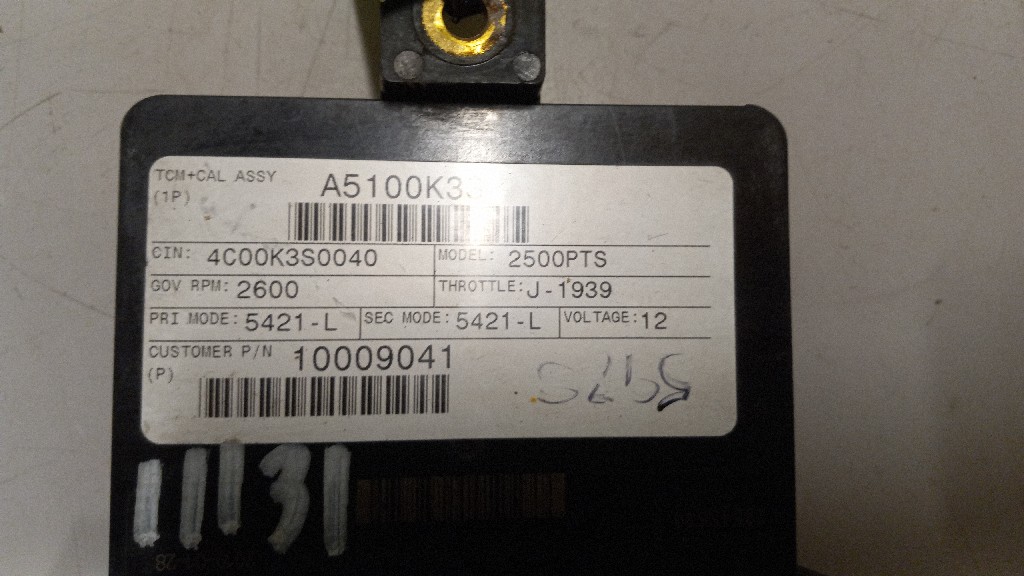 TCM+CAL ASSY
(1P)
A5100K3
CIN: 4C00K3S0040 MODEL: 2500PTS
GOV RPM: 2600 THROTTLE: J-1939
PRI MODE: 5421-L SEC MODE: 5421-L VOLTAGE: 12
CUSTOMER P/N 10009041
(P)
11131